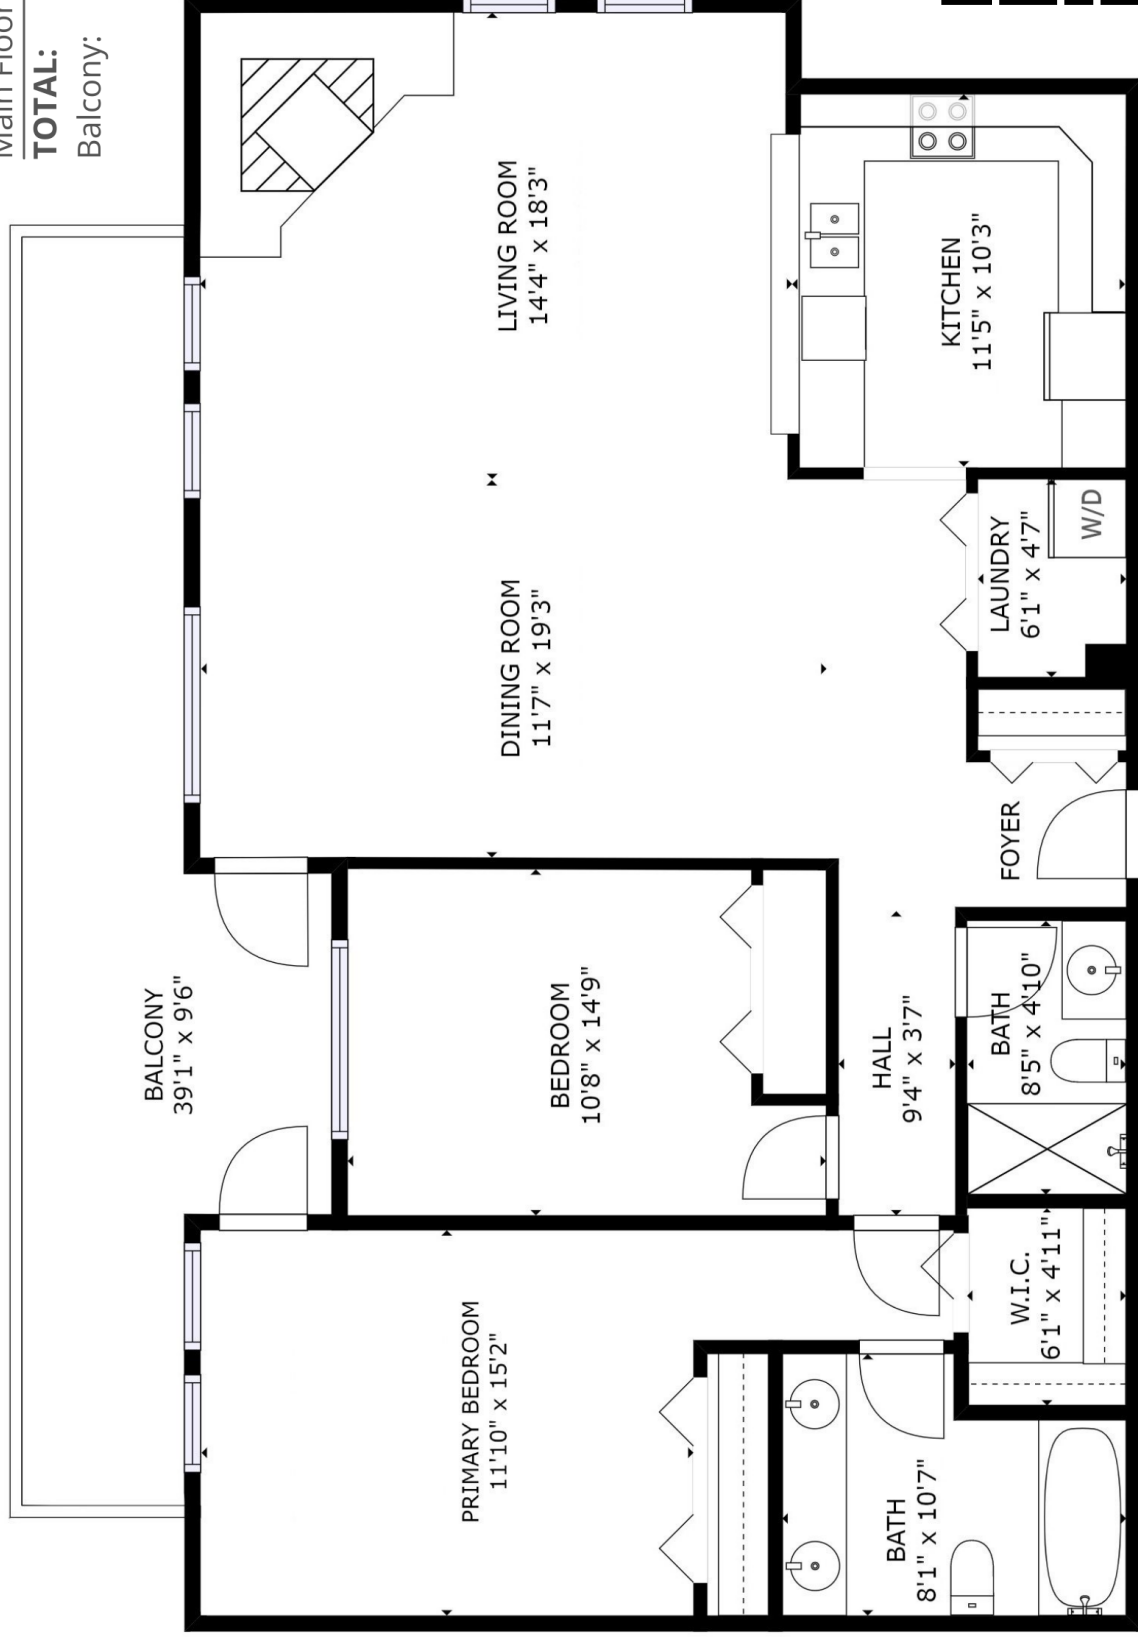 Main Floor
TOTAL:
Balcony:
LIVING ROOM
14'4" x 18'3"
KITCHEN
11'5" x 10'3"
DINING ROOM
11'7" x 19'3"
LAUNDRY
6'1" x 4'7"
W/D
FOYER
BALCONY
39'1" x 9'6"
BEDROOM
10'8" x 14'9"
HALL
9'4" x 3'7"
BATH
8'5" x 4'10"
W.I.C.
6'1" x 4'11"
PRIMARY BEDROOM
11'10" x 15'2"
BATH
8'1" x 10'7"